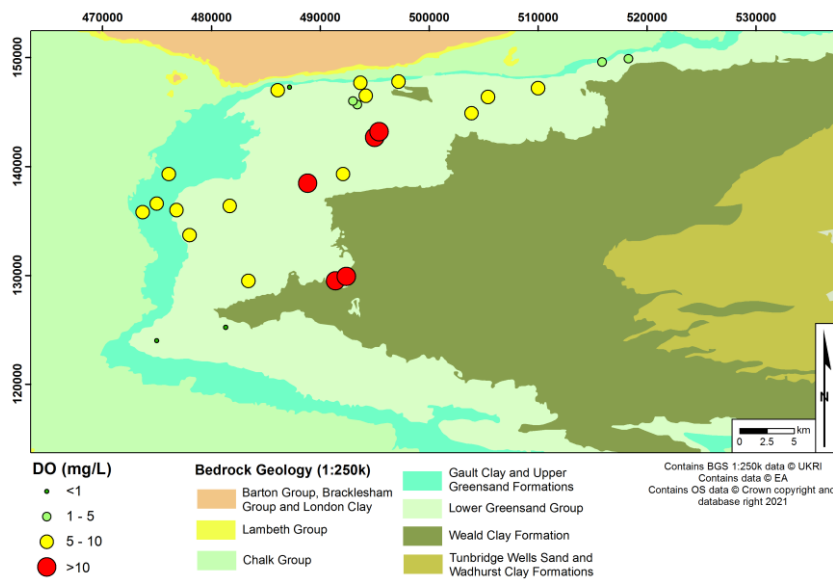 470000 480000 490000 500000 510000 520000 530000
150000
140000
130000
120000
N
km
0 2.5 5
DO (mg/L)
<1
1 - 5
5 - 10
>10
Bedrock Geology (1:250k)
Barton Group, Bracklesham
Group and London Clay
Lambeth Group
Chalk Group
Gault Clay and Upper
Greensand Formations
Lower Greensand Group
Weald Clay Formation
Tunbridge Wells Sand and
Wadhurst Clay Formations
Contains BGS 1:250k data © UKRI
Contains data © EA
Contains OS data © Crown copyright and
database right 2021